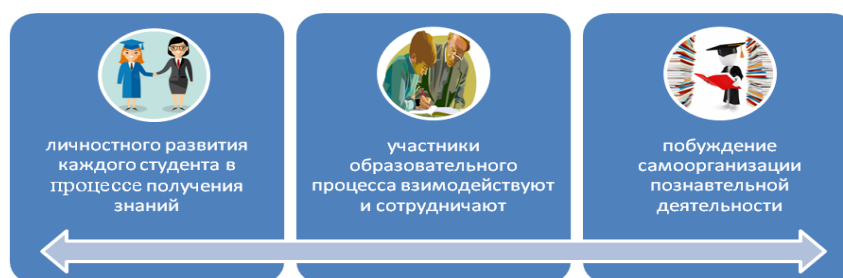 личностного развития
каждого студента в
процессе получения
знаний
участники
образовательного
процесса взимодействуют
и сотрудничают
побуждение
самоорганизации
познавтельной
деятельности